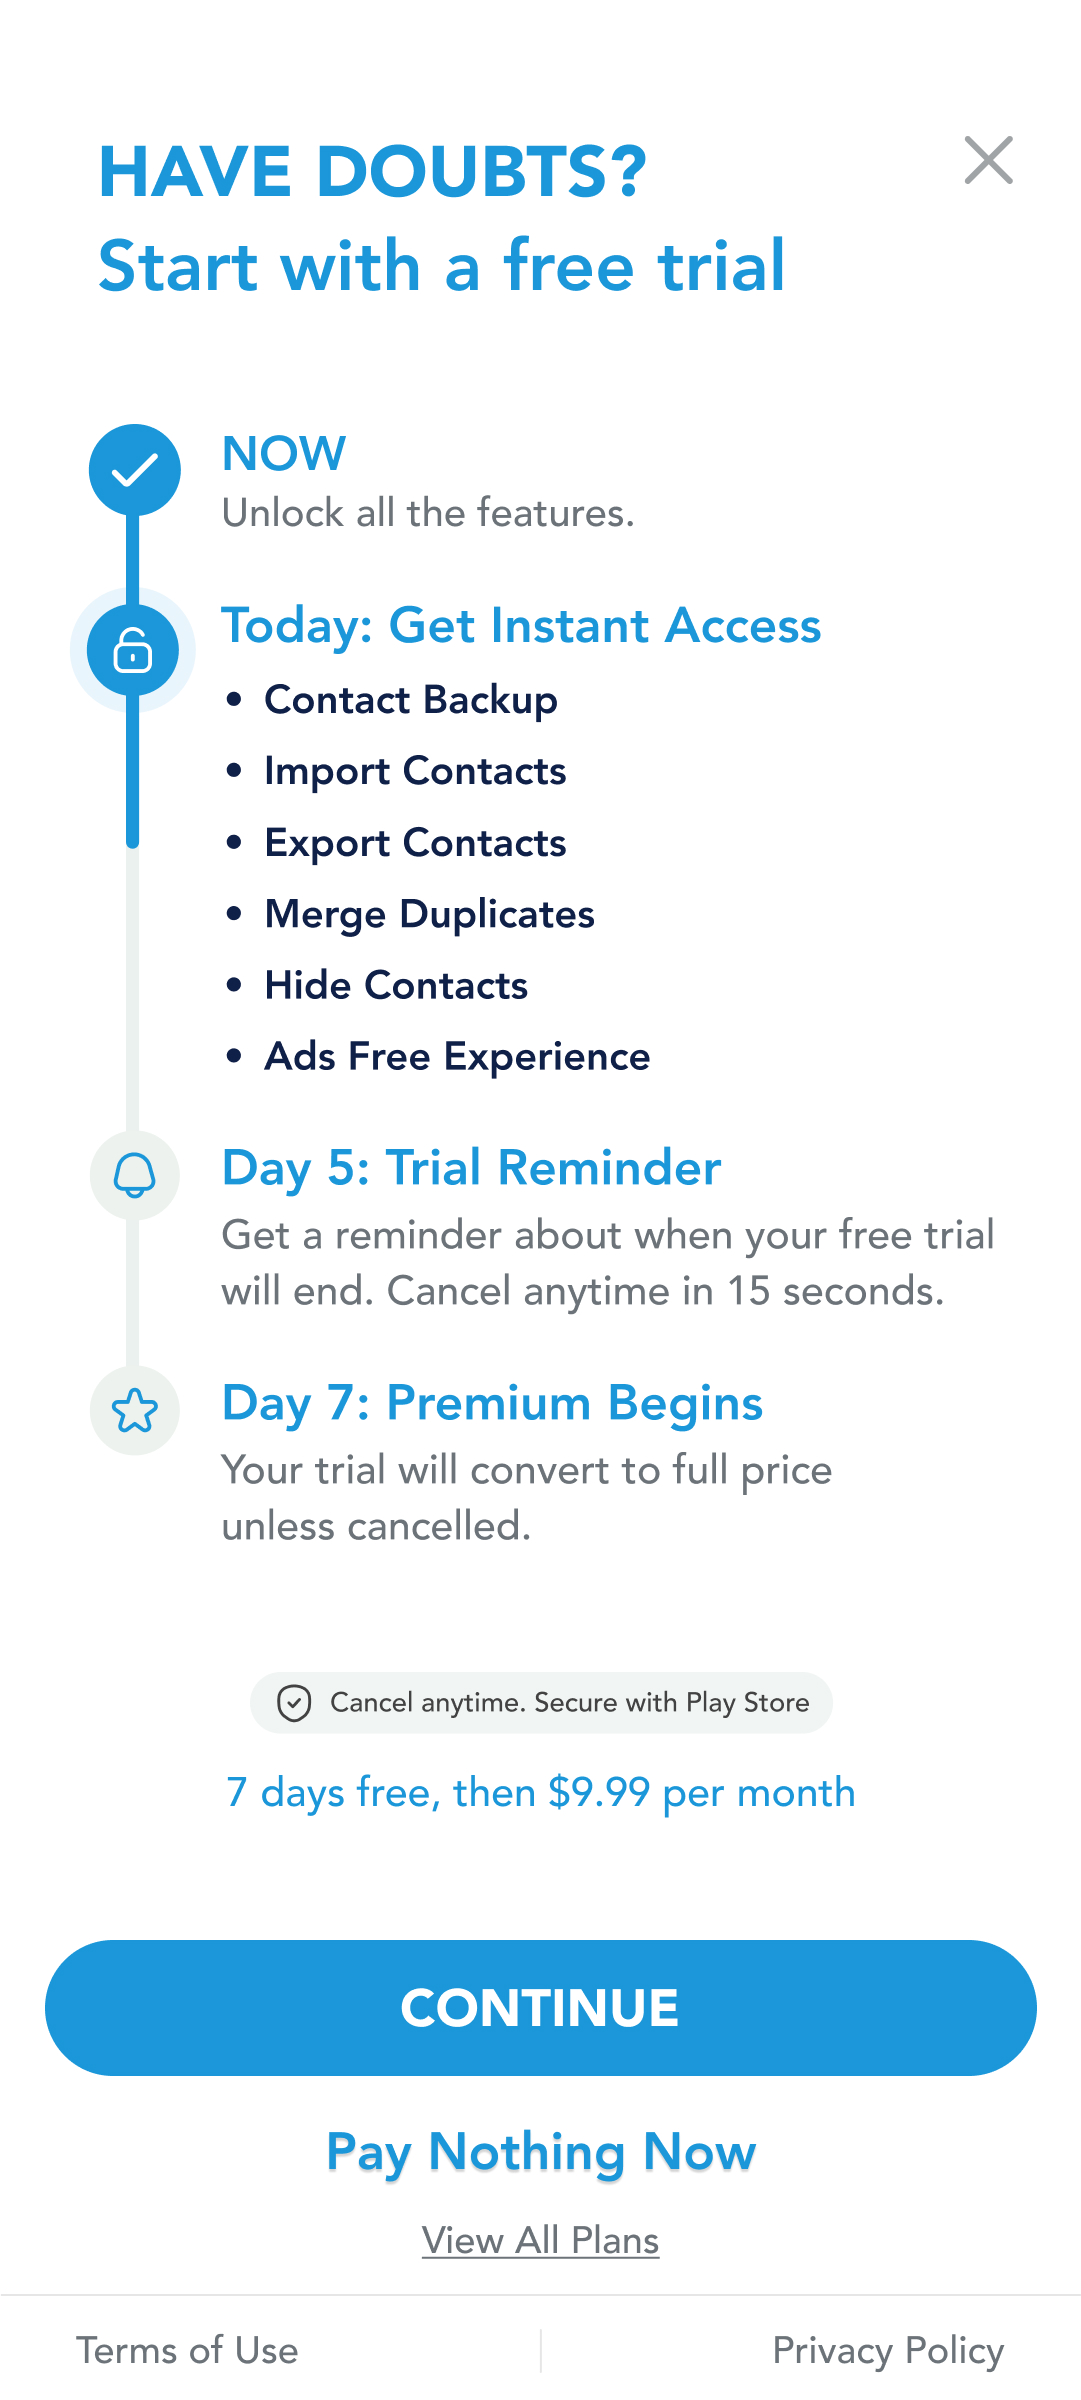 HAVE DOUBTS?
Start with a free trial
NOW
Unlock all the features.
Today: Get Instant Access
• Contact Backup
• Import Contacts
• Export Contacts
• Merge Duplicates
• Hide Contacts
• Ads Free Experience
Day 5: Trial Reminder
Get a reminder about when your free trial
will end. Cancel anytime in 15 seconds.
Day 7: Premium Begins
Your trial will convert to full price
unless cancelled.
Cancel anytime. Secure with Play Store
7 days free, then $9.99 per month
CONTINUE
Pay Nothing Now
View All Plans
Terms of Use
Privacy Policy